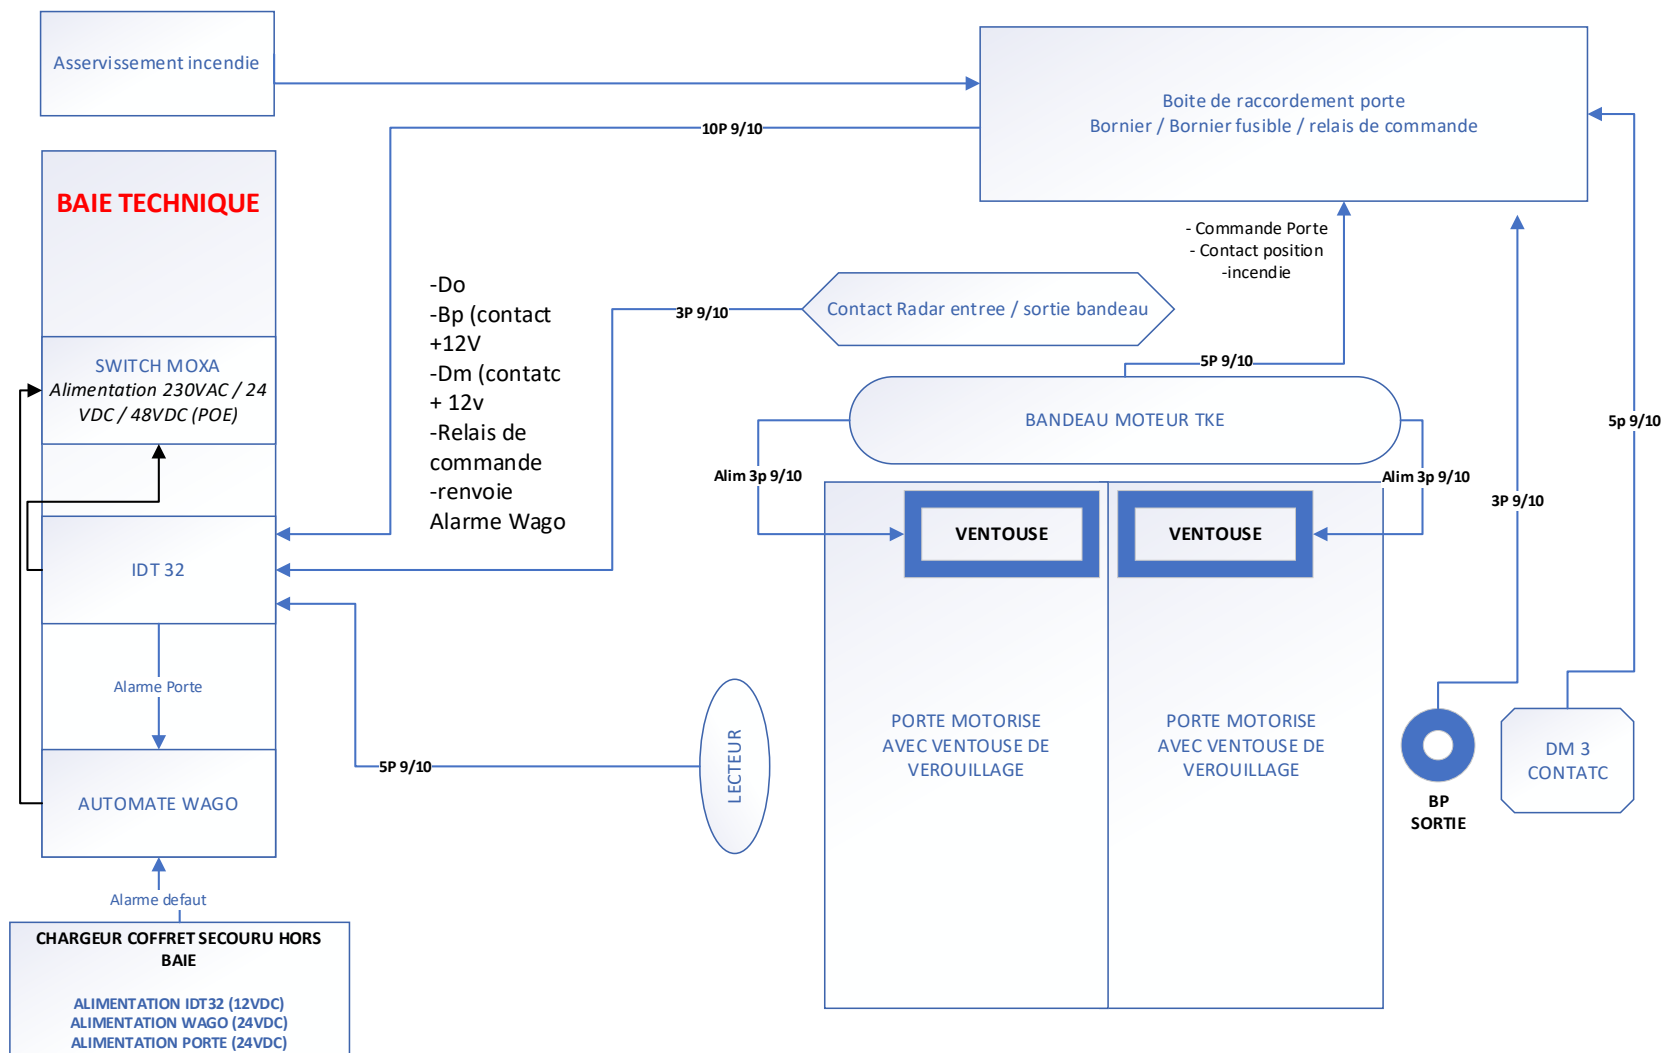 Asservissement incendie
Boite de raccordement porte
Bornier / Bornier fusible / relais de commande
10P 9/10
BAIE TECHNIQUE
- Commande Porte
- Contact position
-incendie
-Do
-Bp (contact
+12V
-Dm (contatc
+ 12v
-Relais de
commande
-renvoie
Alarme Wago
3P 9/10
Contact Radar entree / sortie bandeau
SWITCH MOXA
Alimentation 230VAC / 24
VDC / 48VDC (POE)
5P 9/10
BANDEAU MOTEUR TKE
5p 9/10
Alim 3p 9/10
Alim 3p 9/10
3P 9/10
VENTOUSE
VENTOUSE
IDT 32
Alarme Porte
LECTEUR
PORTE MOTORISE
AVEC VENTOUSE DE
VEROUILLAGE
PORTE MOTORISE
AVEC VENTOUSE DE
VEROUILLAGE
DM 3
CONTATC
5P 9/10
AUTOMATE WAGO
BP
SORTIE
Alarme defaut
CHARGEUR COFFRET SECOURU HORS
BAIE
ALIMENTATION IDT32 (12VDC)
ALIMENTATION WAGO (24VDC)
ALIMENTATION PORTE (24VDC)